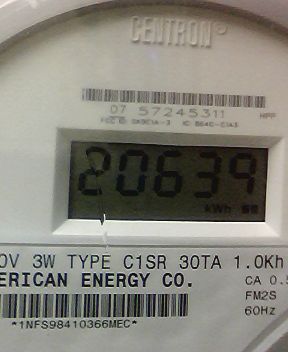 CENTRON®
07 57245311
20639
kWh
0V 3W TYPE C1SR 30TA 1.0Kh
ERICAN ENERGY CO.
CA 0.5
FM2S
60Hz
*1NFS98410366MEC*